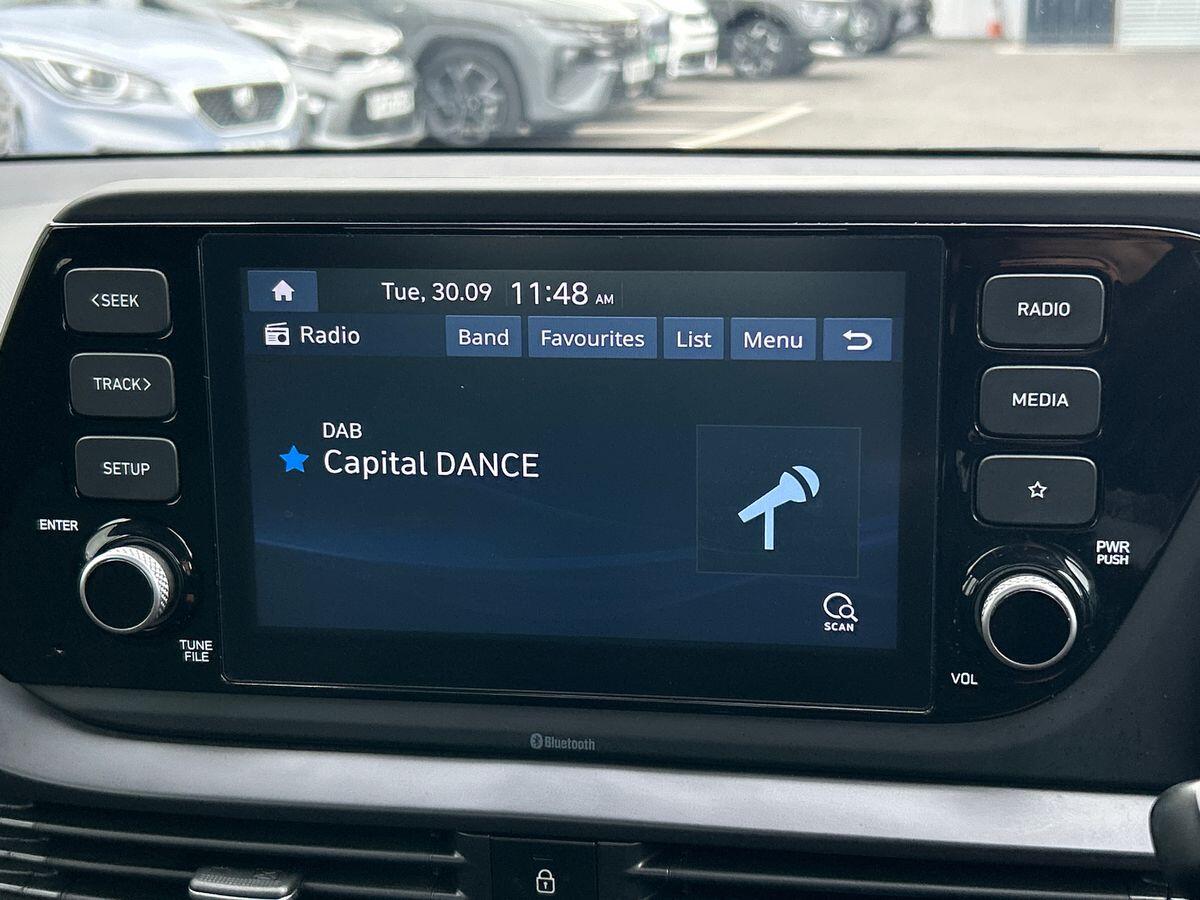 <SEEK
TRACK>
SETUP
ENTER
TUNE
FILE
Tue, 30.09 11:48 AM
Radio Band Favourites List Menu
DAB
Capital DANCE
SCAN
RADIO
MEDIA
PWR
PUSH
VOL
Bluetooth